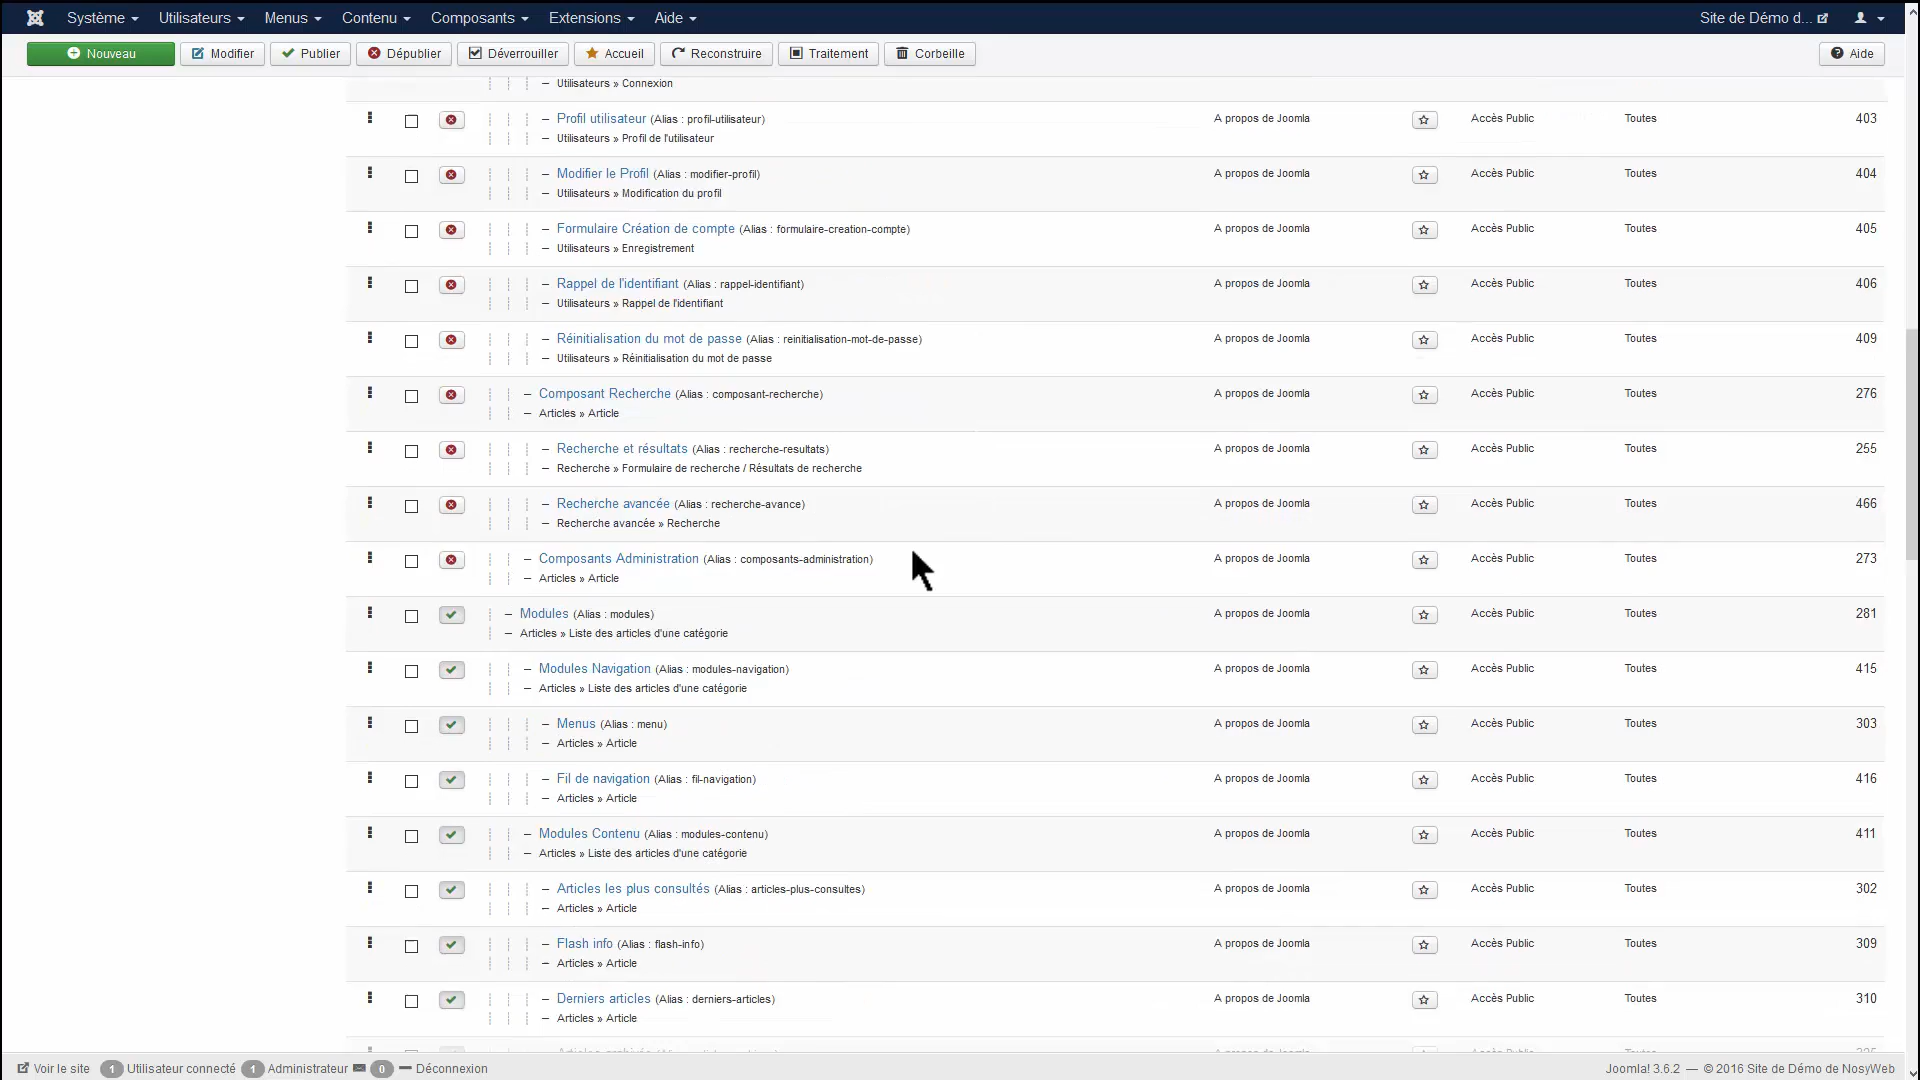 Système Utilisateurs Menus Contenu Composants Extensions Aide Site de Démo d...
Nouveau Modifier Publier Dépublier Déverrouiller Accueil Reconstruire Traitement Corbeille Aide
– Utilisateurs » Connexion
– Profil utilisateur (Alias : profil-utilisateur) A propos de Joomla Accès Public Toutes 403
– Utilisateurs » Profil de l'utilisateur
– Modifier le Profil (Alias : modifier-profil) A propos de Joomla Accès Public Toutes 404
– Utilisateurs » Modification du profil
– Formulaire Création de compte (Alias : formulaire-creation-compte) A propos de Joomla Accès Public Toutes 405
– Utilisateurs » Enregistrement
– Rappel de l'identifiant (Alias : rappel-identifiant) A propos de Joomla Accès Public Toutes 406
– Utilisateurs » Rappel de l'identifiant
– Réinitialisation du mot de passe (Alias : reinitialisation-mot-de-passe) A propos de Joomla Accès Public Toutes 409
– Utilisateurs » Réinitialisation du mot de passe
– Composant Recherche (Alias : composant-recherche) A propos de Joomla Accès Public Toutes 276
– Articles » Article
– Recherche et résultats (Alias : recherche-resultats) A propos de Joomla Accès Public Toutes 255
– Recherche » Formulaire de recherche / Résultats de recherche
– Recherche avancée (Alias : recherche-avance) A propos de Joomla Accès Public Toutes 466
– Recherche avancée » Recherche
– Composants Administration (Alias : composants-administration) A propos de Joomla Accès Public Toutes 273
– Articles » Article
– Modules (Alias : modules) A propos de Joomla Accès Public Toutes 281
– Articles » Liste des articles d'une catégorie
– Modules Navigation (Alias : modules-navigation) A propos de Joomla Accès Public Toutes 415
– Articles » Liste des articles d'une catégorie
– Menus (Alias : menu) A propos de Joomla Accès Public Toutes 303
– Articles » Article
– Fil de navigation (Alias : fil-navigation) A propos de Joomla Accès Public Toutes 416
– Articles » Article
– Modules Contenu (Alias : modules-contenu) A propos de Joomla Accès Public Toutes 411
– Articles » Liste des articles d'une catégorie
– Articles les plus consultés (Alias : articles-plus-consultes) A propos de Joomla Accès Public Toutes 302
– Articles » Article
– Flash info (Alias : flash-info) A propos de Joomla Accès Public Toutes 309
– Articles » Article
– Derniers articles (Alias : derniers-articles) A propos de Joomla Accès Public Toutes 310
– Articles » Article
Voir le site 1 Utilisateur connecté 1 Administrateur 0 Déconnexion Joomla! 3.6.2 — © 2016 Site de Démo de NosyWeb